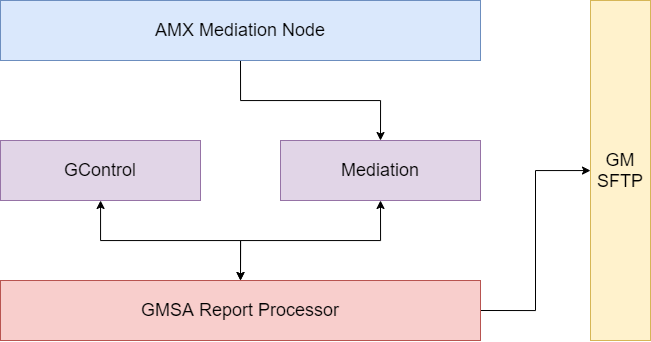 AMX Mediation Node
GControl
Mediation
GM
SFTP
GMSA Report Processor